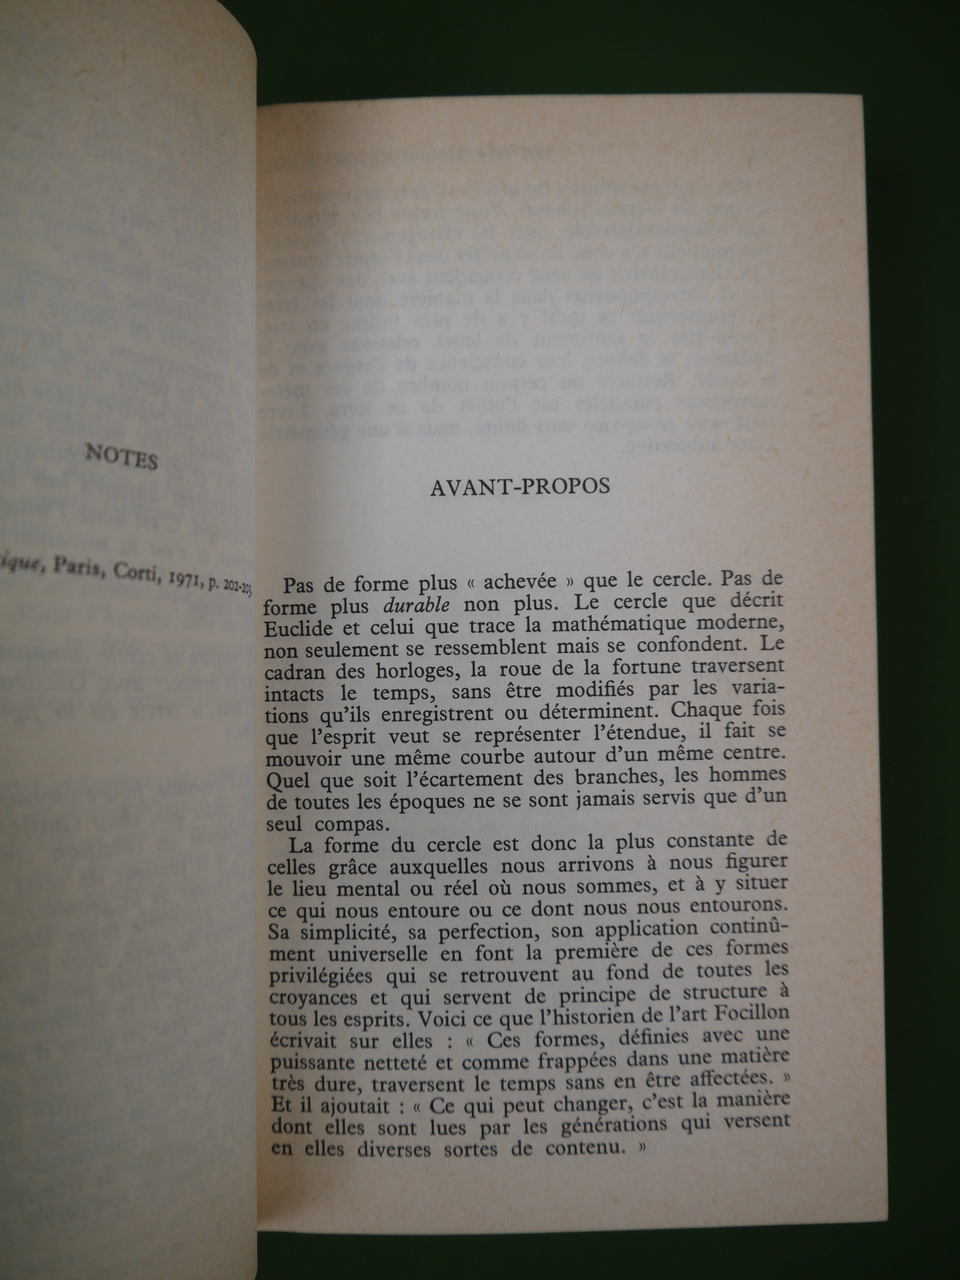 NOTES
ique, Paris, Corti, 1971, p. 202-203
AVANT-PROPOS
Pas de forme plus « achevée » que le cercle. Pas de
forme plus durable non plus. Le cercle que décrit
Euclide et celui que trace la mathématique moderne,
non seulement se ressemblent mais se confondent. Le
cadran des horloges, la roue de la fortune traversent
intacts le temps, sans être modifiés par les varia-
tions qu'ils enregistrent ou déterminent. Chaque fois
que l'esprit veut se représenter l'étendue, il fait se
mouvoir une même courbe autour d'un même centre.
Quel que soit l'écartement des branches, les hommes
de toutes les époques ne se sont jamais servis que d'un
seul compas.
La forme du cercle est donc la plus constante de
celles grâce auxquelles nous arrivons à nous figurer
le lieu mental ou réel où nous sommes, et à y situer
ce qui nous entoure ou ce dont nous nous entourons.
Sa simplicité, sa perfection, son application continû-
ment universelle en font la première de ces formes
privilégiées qui se retrouvent au fond de toutes les
croyances et qui servent de principe de structure à
tous les esprits. Voici ce que l'historien de l'art Focillon
écrivait sur elles : « Ces formes, définies avec une
puissante netteté et comme frappées dans une matière
très dure, traversent le temps sans en être affectées. »
Et il ajoutait : « Ce qui peut changer, c'est la manière
dont elles sont lues par les générations qui versent
en elles diverses sortes de contenu. »